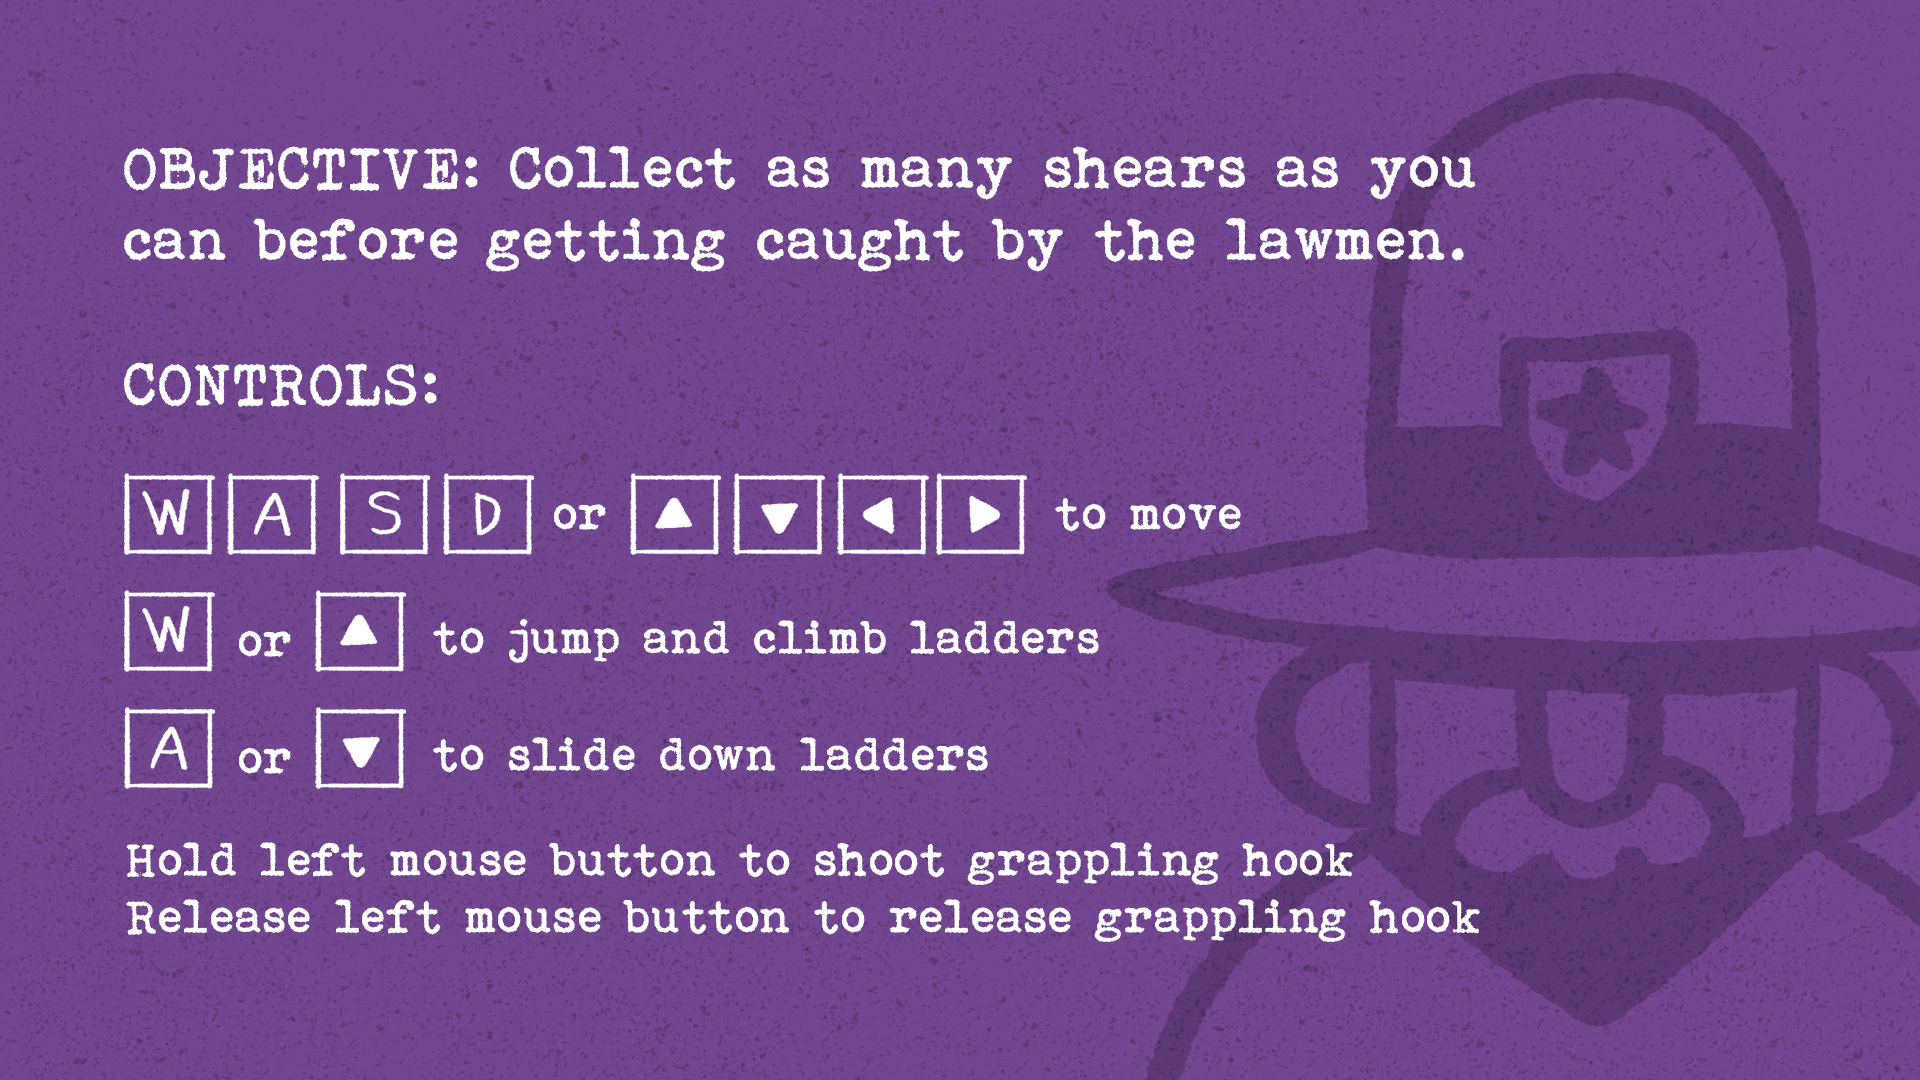 OBJECTIVE: Collect as many shears as you
can before getting caught by the lawmen.
CONTROLS:
W A S D or ▲ ▼ ◀ ▶ to move
W or ▲ to jump and climb ladders
A or ▼ to slide down ladders
Hold left mouse button to shoot grappling hook
Release left mouse button to release grappling hook